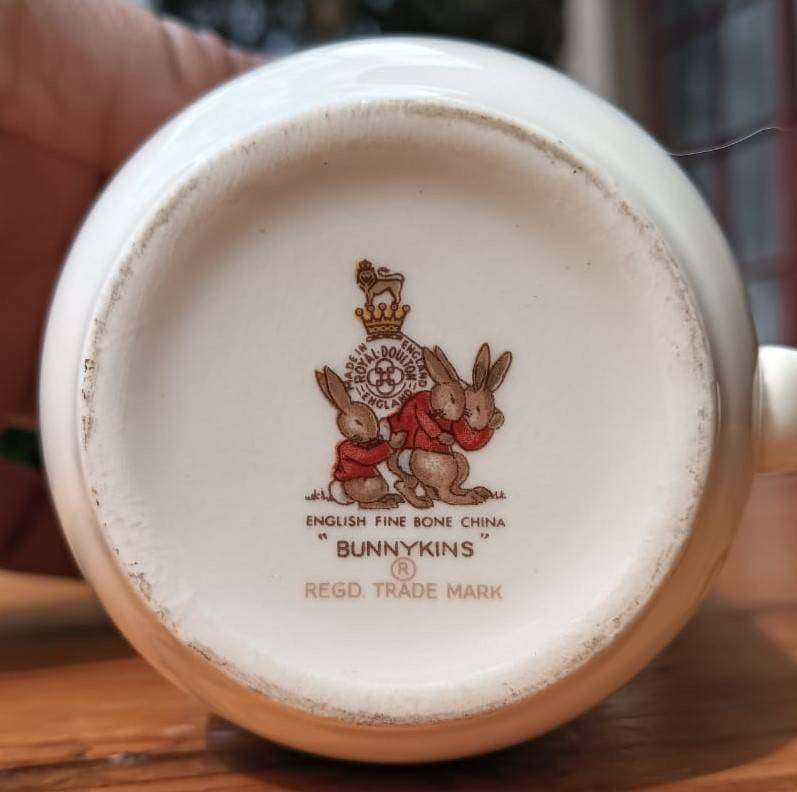 MADE IN ENGLAND
ROYAL·DOULTON
ENGLAND
ENGLISH FINE BONE CHINA
"BUNNYKINS"
®
REGD. TRADE MARK